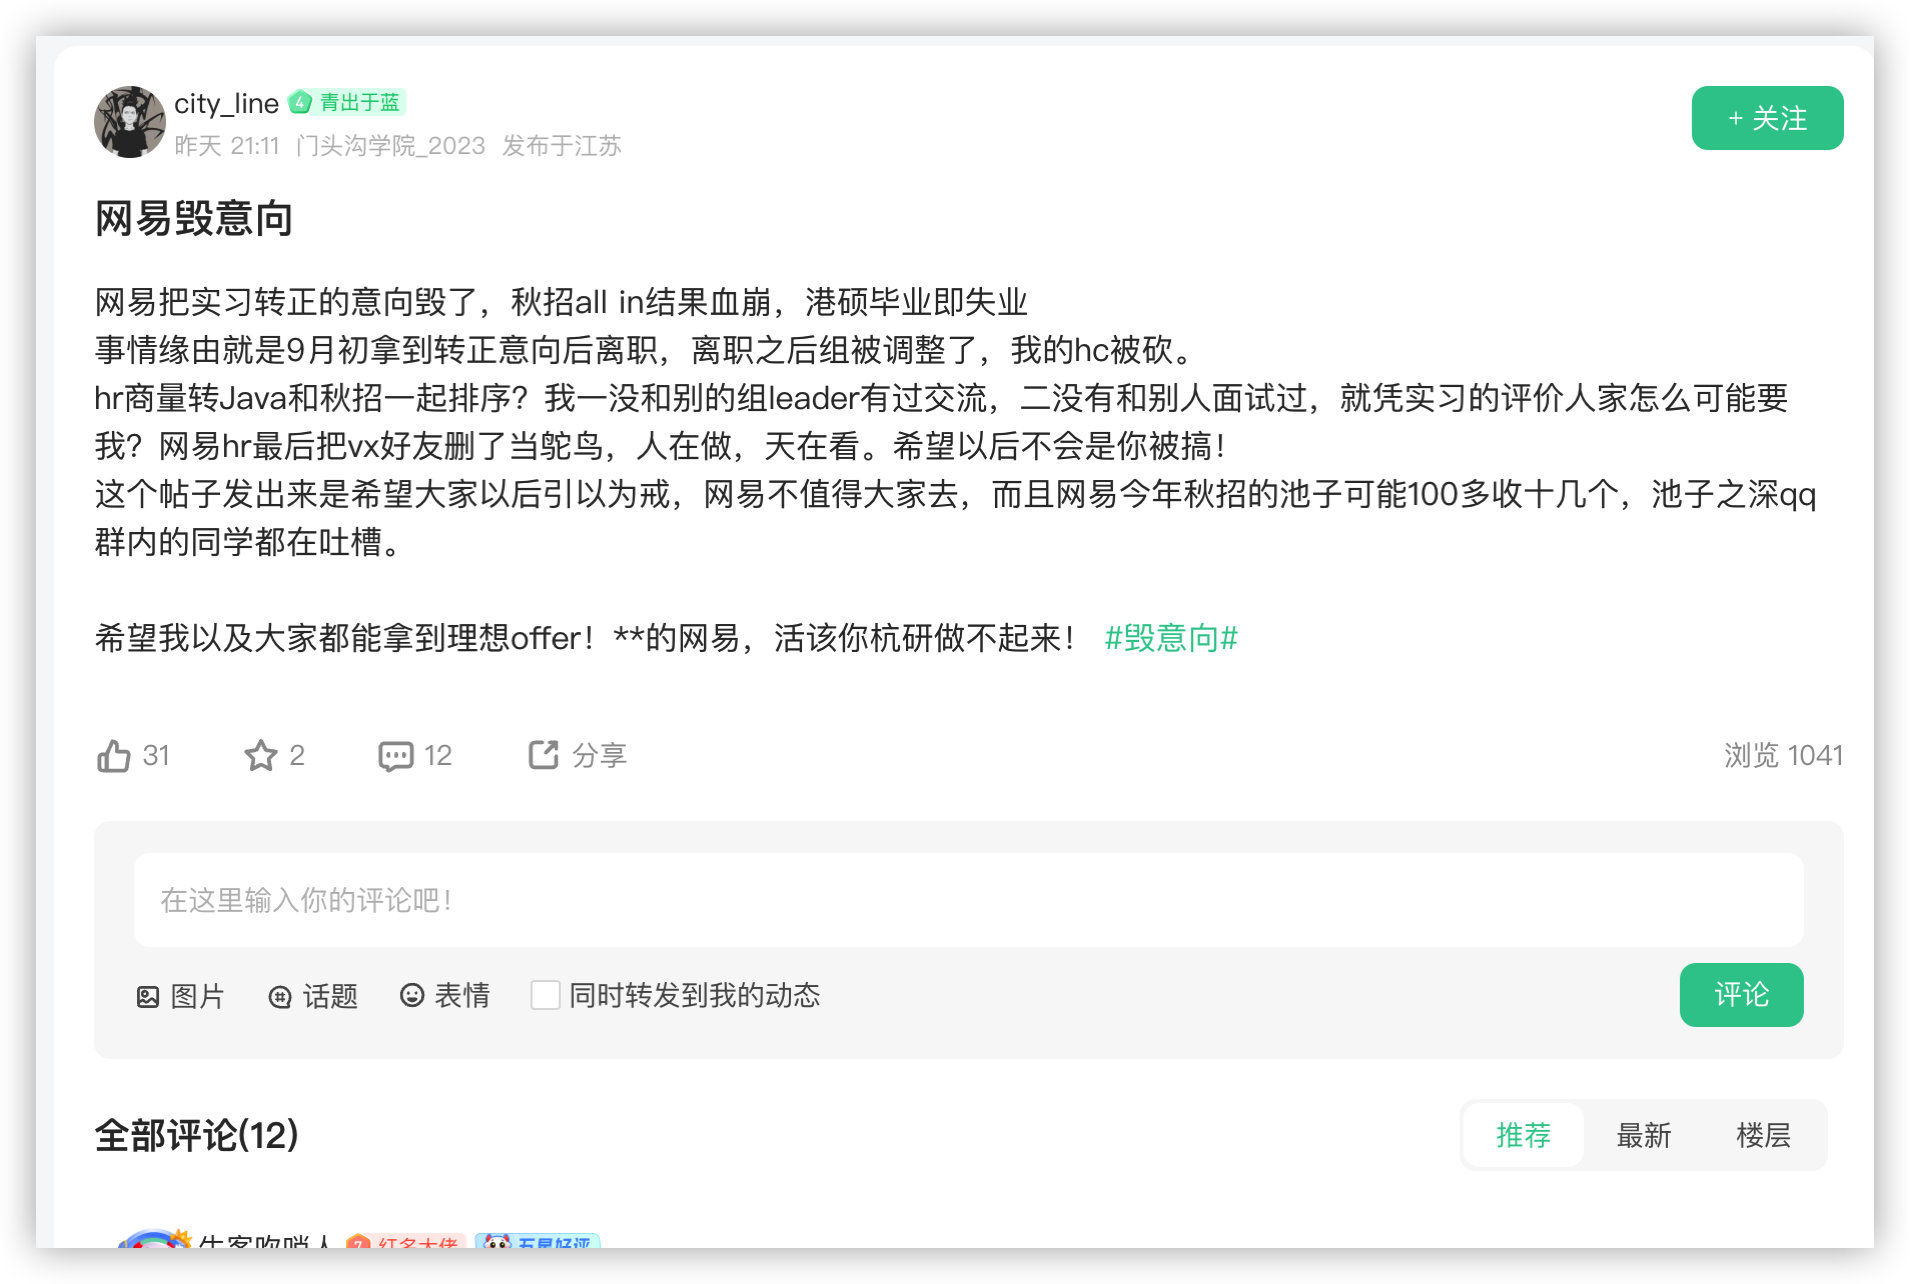 city_line 4 青出于蓝
昨天 21:11 门头沟学院_2023 发布于江苏
+ 关注
网易毁意向
网易把实习转正的意向毁了，秋招all in结果血崩，港硕毕业即失业
事情缘由就是9月初拿到转正意向后离职，离职之后组被调整了，我的hc被砍。
hr商量转Java和秋招一起排序？我一没和别的组leader有过交流，二没有和别人面试过，就凭实习的评价人家怎么可能要
我？网易hr最后把vx好友删了当鸵鸟，人在做，天在看。希望以后不会是你被搞！
这个帖子发出来是希望大家以后引以为戒，网易不值得大家去，而且网易今年秋招的池子可能100多收十几个，池子之深qq
群内的同学都在吐槽。
希望我以及大家都能拿到理想offer！**的网易，活该你杭研做不起来！ #毁意向#
31 2 12 分享 浏览 1041
在这里输入你的评论吧！
图片 话题 表情 同时转发到我的动态 评论
全部评论(12) 推荐 最新 楼层
牛客吹哨人 7 红名大佬 五星好评